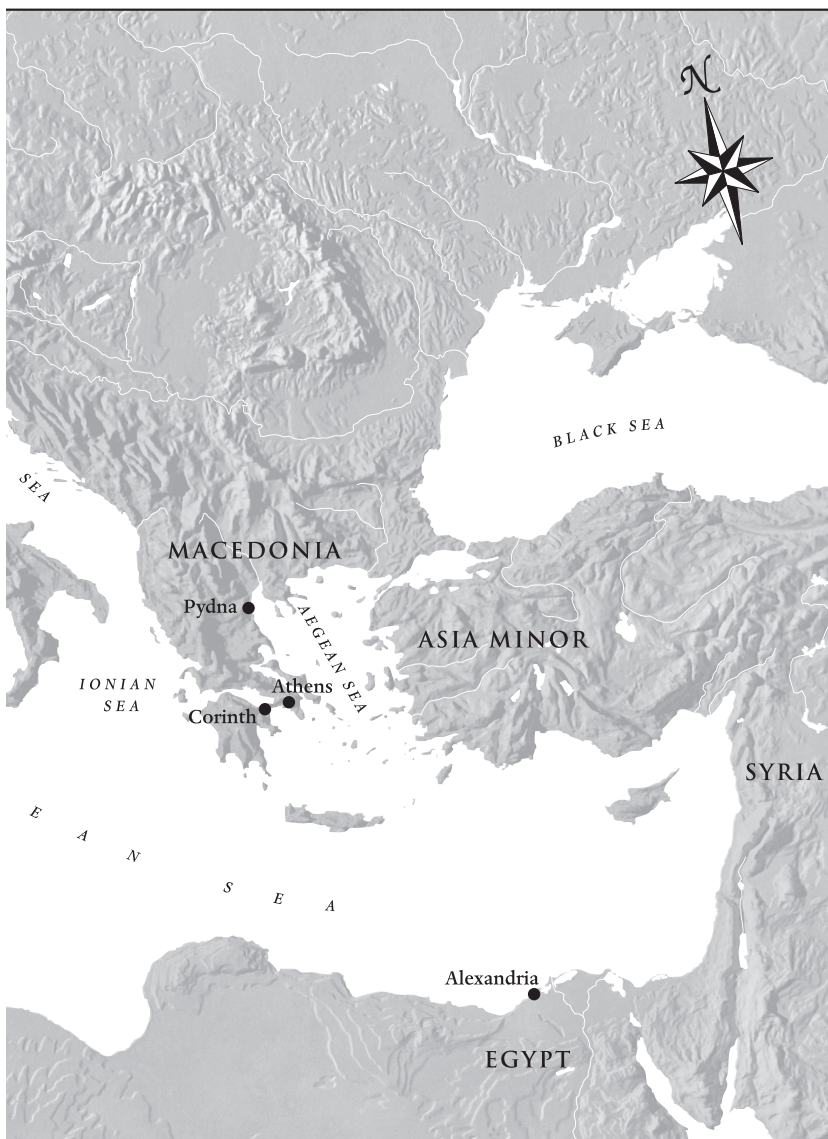 N
BLACK SEA
SEA
MACEDONIA
Pydna
AEGEAN SEA
ASIA MINOR
IONIAN
SEA
Athens
Corinth
SYRIA
E A N S E A
Alexandria
EGYPT